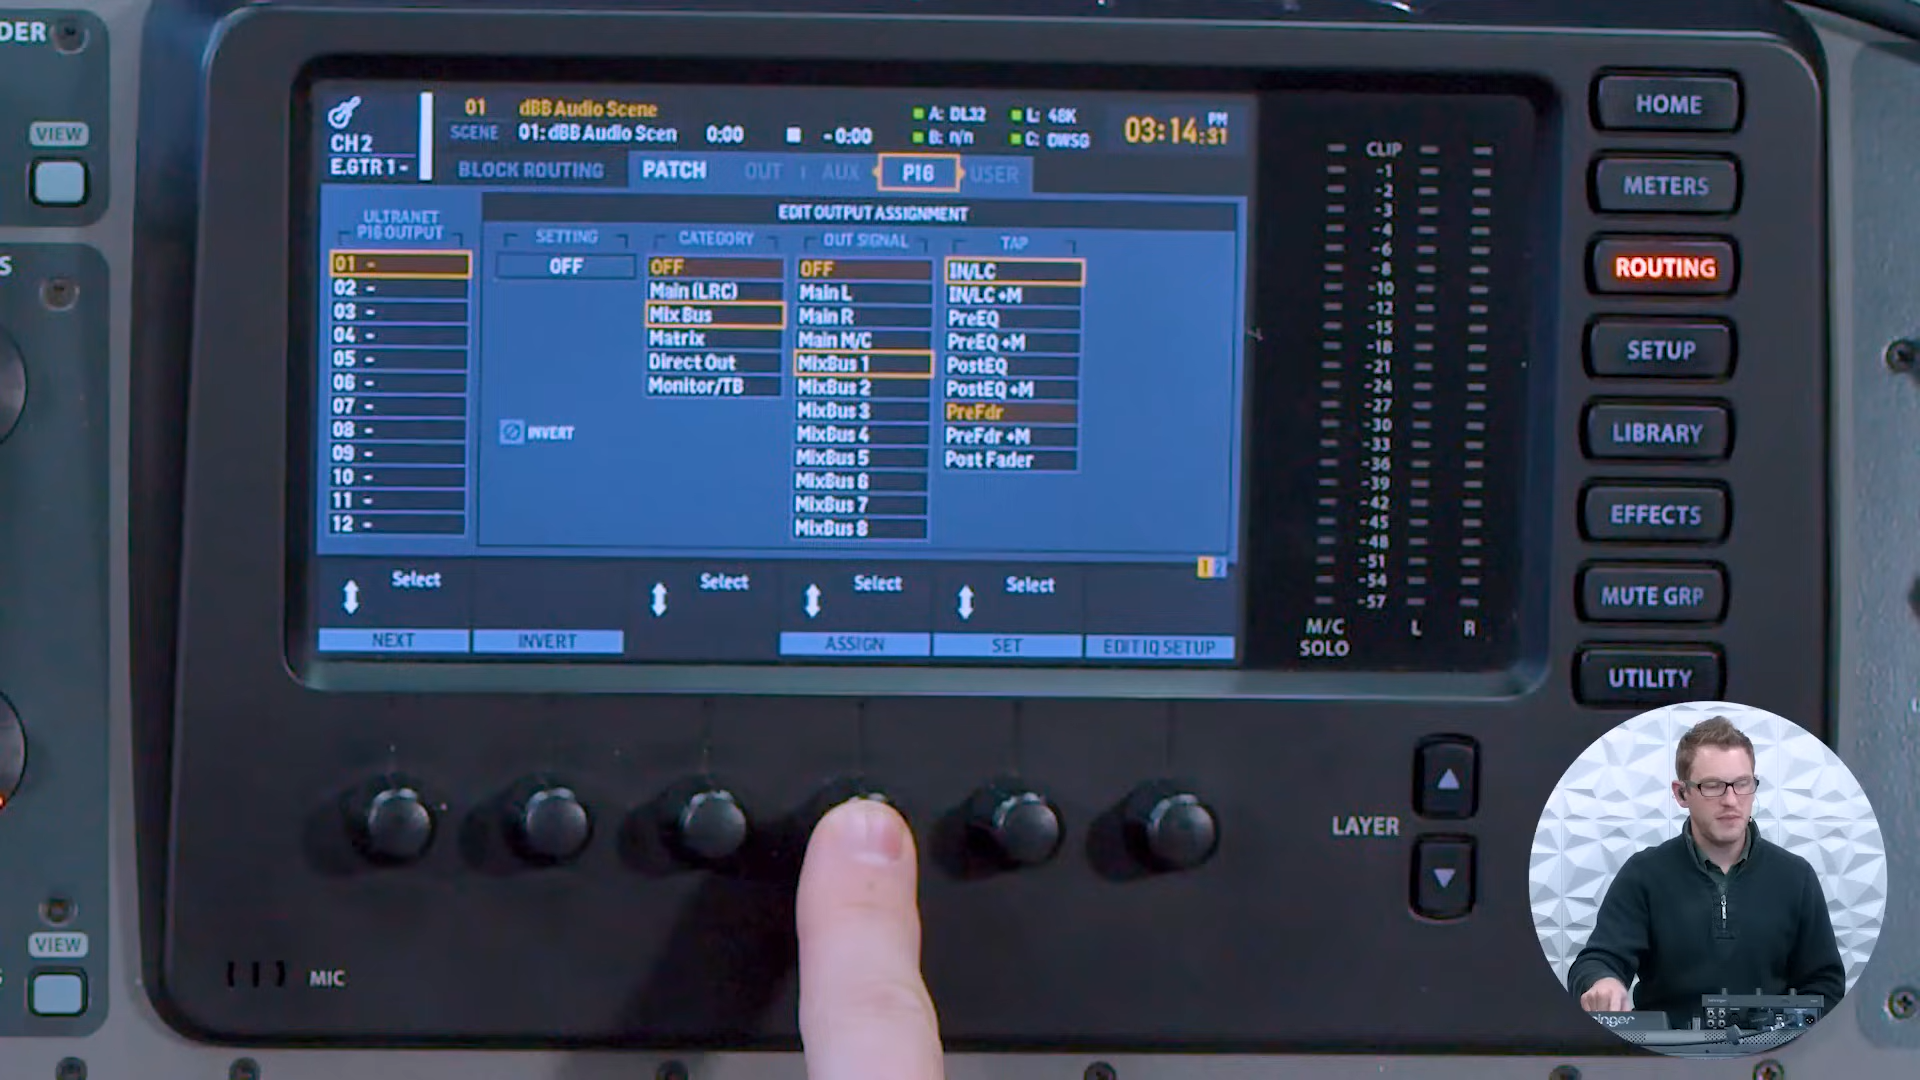 DER
VIEW
S
VIEW
CH2
E.GTR 1-
01 dBB Audio Scene
SCENE 01:dBB Audio Scen 0:00 -0:00
A: DL32 L: 48K
B: n/n C: DWSG
03:14:31 PM
BLOCK ROUTING PATCH OUT AUX P16 USER
EDIT OUTPUT ASSIGNMENT
ULTRANET
P16 OUTPUT
01 -
02 -
03 -
04 -
05 -
06 -
07 -
08 -
09 -
10 -
11 -
12 -
SETTING
OFF
INVERT
CATEGORY
OFF
Main (LRC)
Mix Bus
Matrix
Direct Out
Monitor/TB
OUT SIGNAL
OFF
Main L
Main R
Main M/C
MixBus 1
MixBus 2
MixBus 3
MixBus 4
MixBus 5
MixBus 6
MixBus 7
MixBus 8
TAP
IN/LC
IN/LC +M
PreEQ
PreEQ +M
PostEQ
PostEQ +M
PreFdr
PreFdr +M
Post Fader
1 2
Select Select Select Select
NEXT INVERT ASSIGN SET EDIT IQ SETUP
CLIP
-1
-2
-3
-4
-6
-8
-10
-12
-15
-18
-21
-24
-27
-30
-33
-36
-39
-42
-45
-48
-51
-54
-57
M/C
SOLO
L R
HOME
METERS
ROUTING
SETUP
LIBRARY
EFFECTS
MUTE GRP
UTILITY
LAYER
MIC